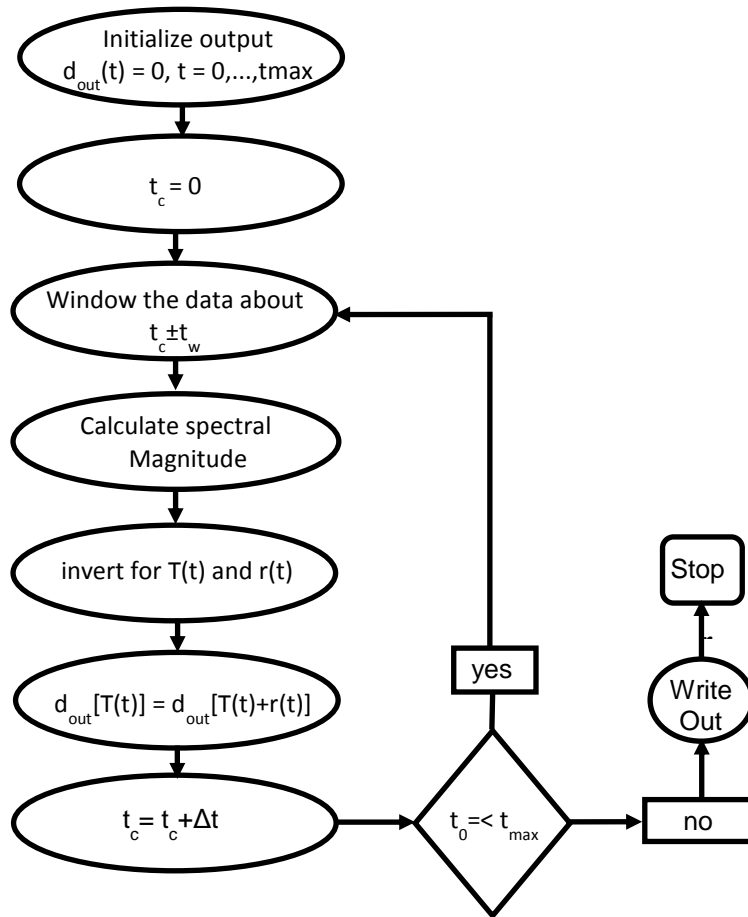 Initialize output
d_out(t) = 0, t = 0,...,tmax
t_c = 0
Window the data about
t_c±t_w
Calculate spectral
Magnitude
invert for T(t) and r(t)
d_out[T(t)] = d_out[T(t)+r(t)]
t_c= t_c+Δt
t_0=< t_max
yes
no
Write
Out
Stop